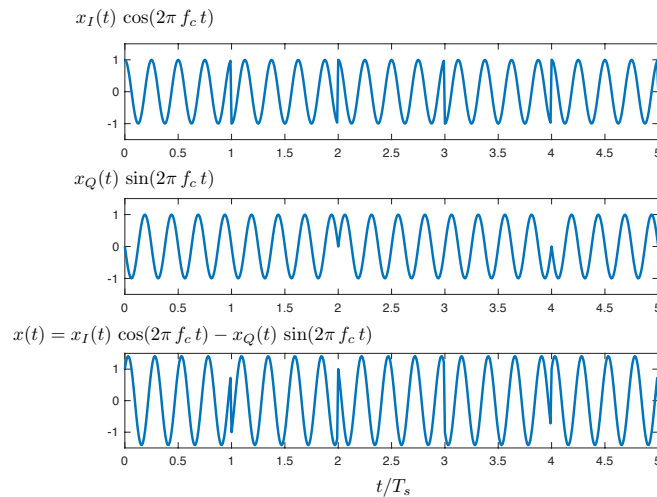 x_I(t) cos(2π f_c t)
1
0
-1
0 0.5 1 1.5 2 2.5 3 3.5 4 4.5 5
x_Q(t) sin(2π f_c t)
1
0
-1
0 0.5 1 1.5 2 2.5 3 3.5 4 4.5 5
x(t) = x_I(t) cos(2π f_c t) − x_Q(t) sin(2π f_c t)
1
0
-1
0 0.5 1 1.5 2 2.5 3 3.5 4 4.5 5
t/T_s